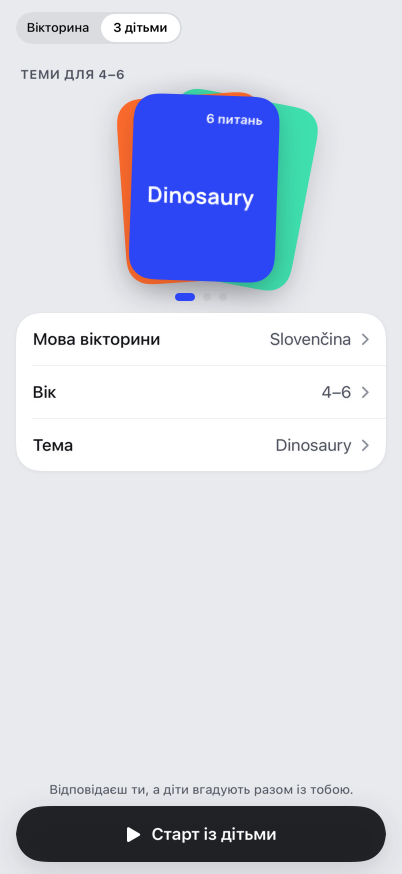 Вікторина
З дітьми
ТЕМИ ДЛЯ 4–6
6 питань
Dinosaury
Мова вікторини Slovenčina
Вік 4–6
Тема Dinosaury
Відповідаєш ти, а діти вгадують разом із тобою.
Старт із дітьми